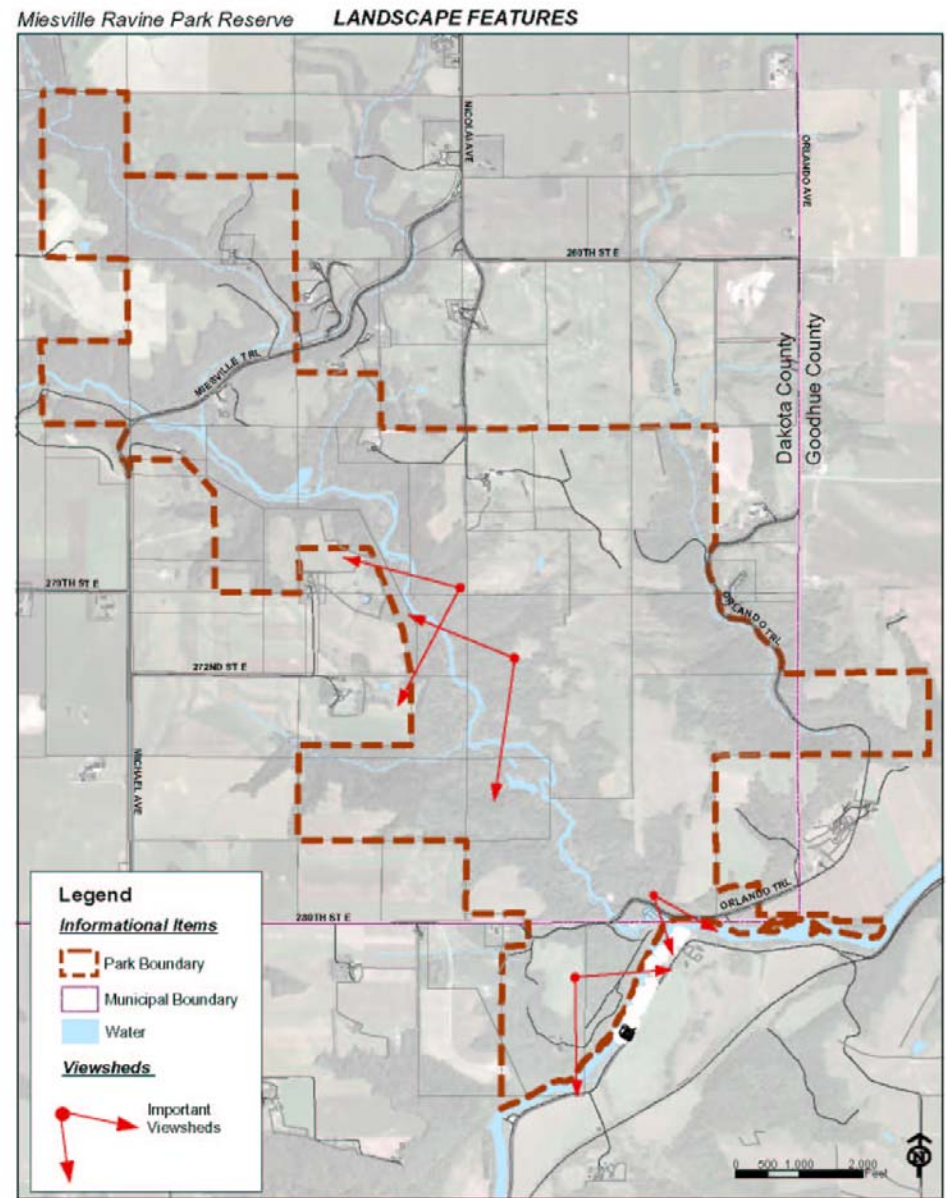 Miesville Ravine Park Reserve LANDSCAPE FEATURES
NICOLAI AVE
ORLANDO AVE
260TH ST E
Dakota County
Goodhue County
MIESVILLE TRL
270TH ST E
ORLANDO TRL
272ND ST E
MICHAEL AVE
ORLANDO TRL
280TH ST E
Legend
Informational Items
Park Boundary
Municipal Boundary
Water
Viewsheds
Important
Viewsheds
0 500 1,000 2,000
Feet
N